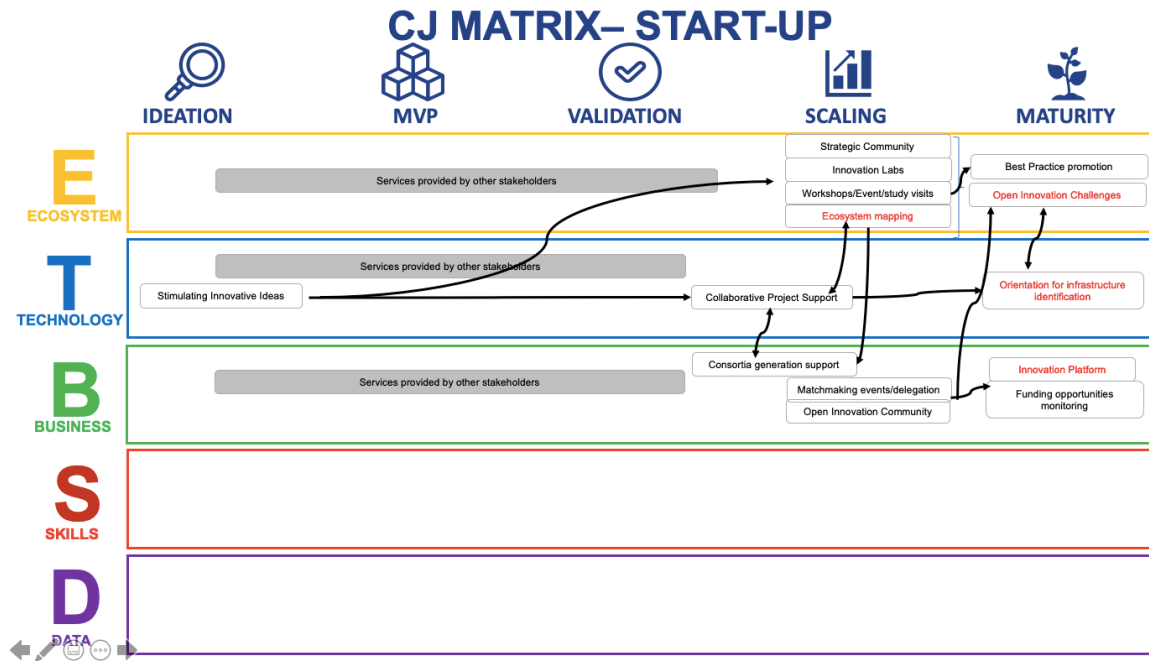 CJ MATRIX– START-UP
IDEATION
MVP
VALIDATION
SCALING
MATURITY
E
ECOSYSTEM
Services provided by other stakeholders
Strategic Community
Innovation Labs
Workshops/Event/study visits
Ecosystem mapping
Best Practice promotion
Open Innovation Challenges
T
TECHNOLOGY
Services provided by other stakeholders
Stimulating Innovative Ideas
Collaborative Project Support
Orientation for infrastructure
identification
B
BUSINESS
Services provided by other stakeholders
Consortia generation support
Matchmaking events/delegation
Open Innovation Community
Innovation Platform
Funding opportunities
monitoring
S
SKILLS
D
DATA